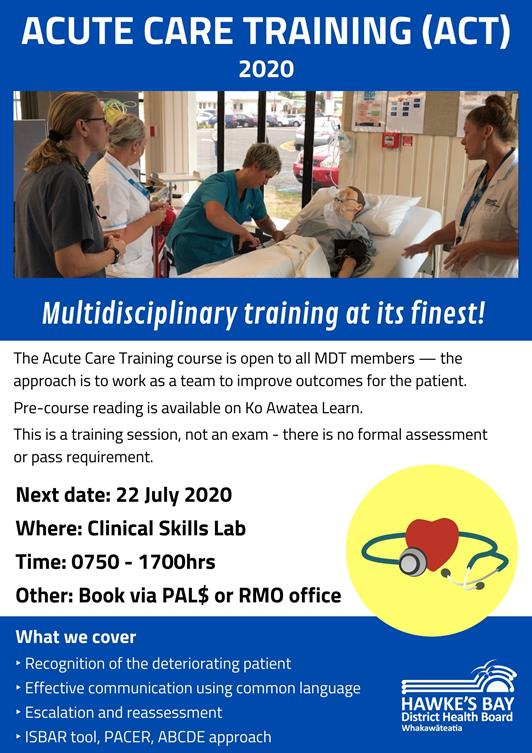 ACUTE CARE TRAINING (ACT)
2020
Multidisciplinary training at its finest!
The Acute Care Training course is open to all MDT members — the
approach is to work as a team to improve outcomes for the patient.
Pre-course reading is available on Ko Awatea Learn.
This is a training session, not an exam - there is no formal assessment
or pass requirement.
Next date: 22 July 2020
Where: Clinical Skills Lab
Time: 0750 - 1700hrs
Other: Book via PAL$ or RMO office
What we cover
‣ Recognition of the deteriorating patient
‣ Effective communication using common language
‣ Escalation and reassessment
‣ ISBAR tool, PACER, ABCDE approach
HAWKE'S BAY
District Health Board
Whakawāteatia